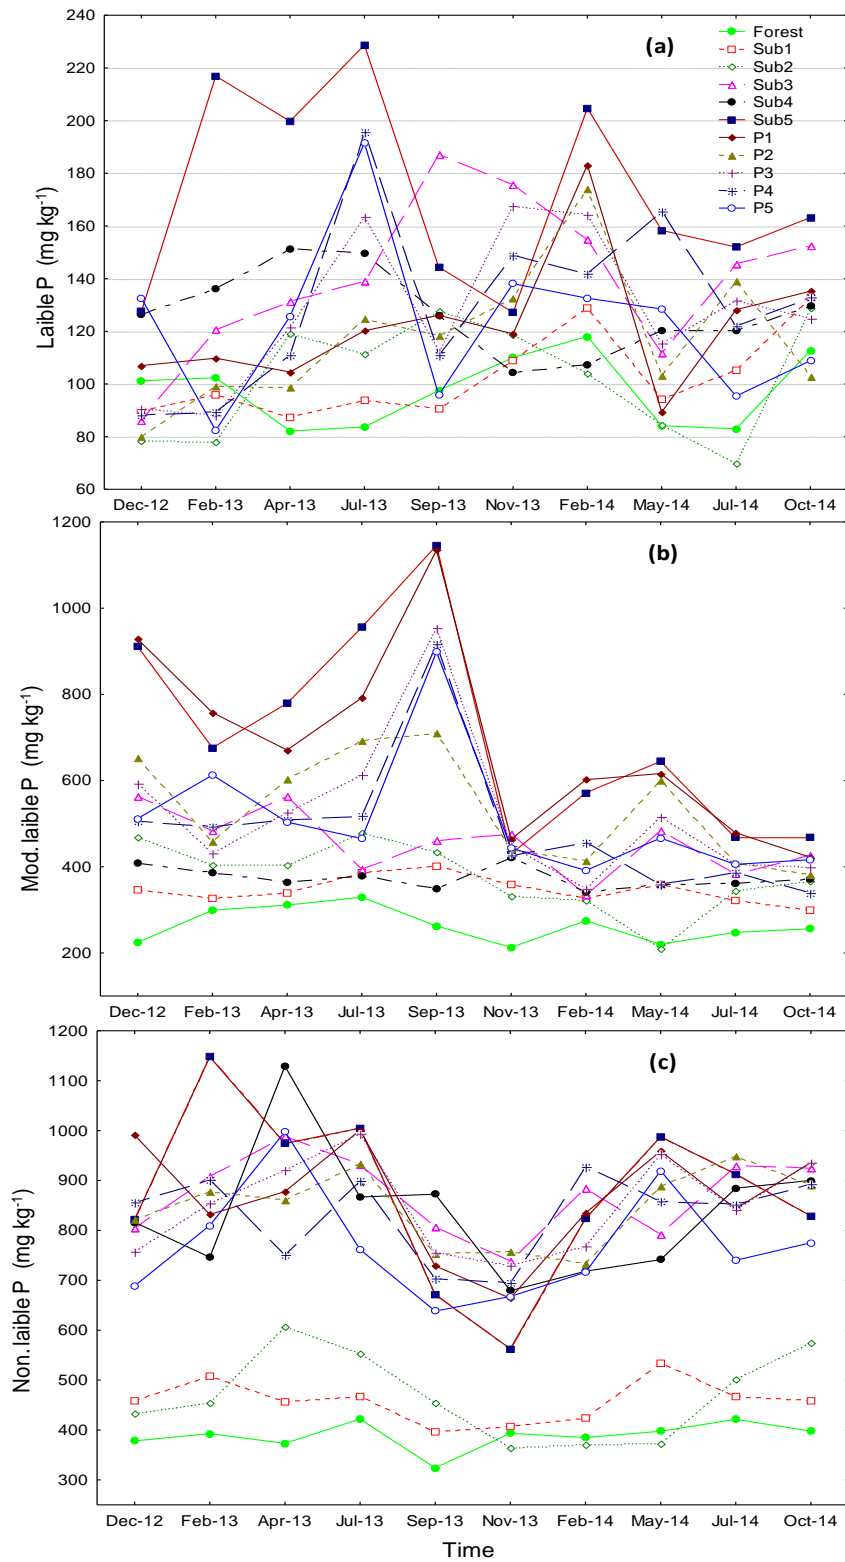 (a)
Forest
Sub1
Sub2
Sub3
Sub4
Sub5
P1
P2
P3
P4
P5
Laible P (mg kg-1)
240
220
200
180
160
140
120
100
80
60
Dec-12 Feb-13 Apr-13 Jul-13 Sep-13 Nov-13 Feb-14 May-14 Jul-14 Oct-14
(b)
Mod. laible P (mg kg-1)
1200
1000
800
600
400
200
Dec-12 Feb-13 Apr-13 Jul-13 Sep-13 Nov-13 Feb-14 May-14 Jul-14 Oct-14
(c)
Non. laible P (mg kg-1)
1200
1100
1000
900
800
700
600
500
400
300
Dec-12 Feb-13 Apr-13 Jul-13 Sep-13 Nov-13 Feb-14 May-14 Jul-14 Oct-14
Time